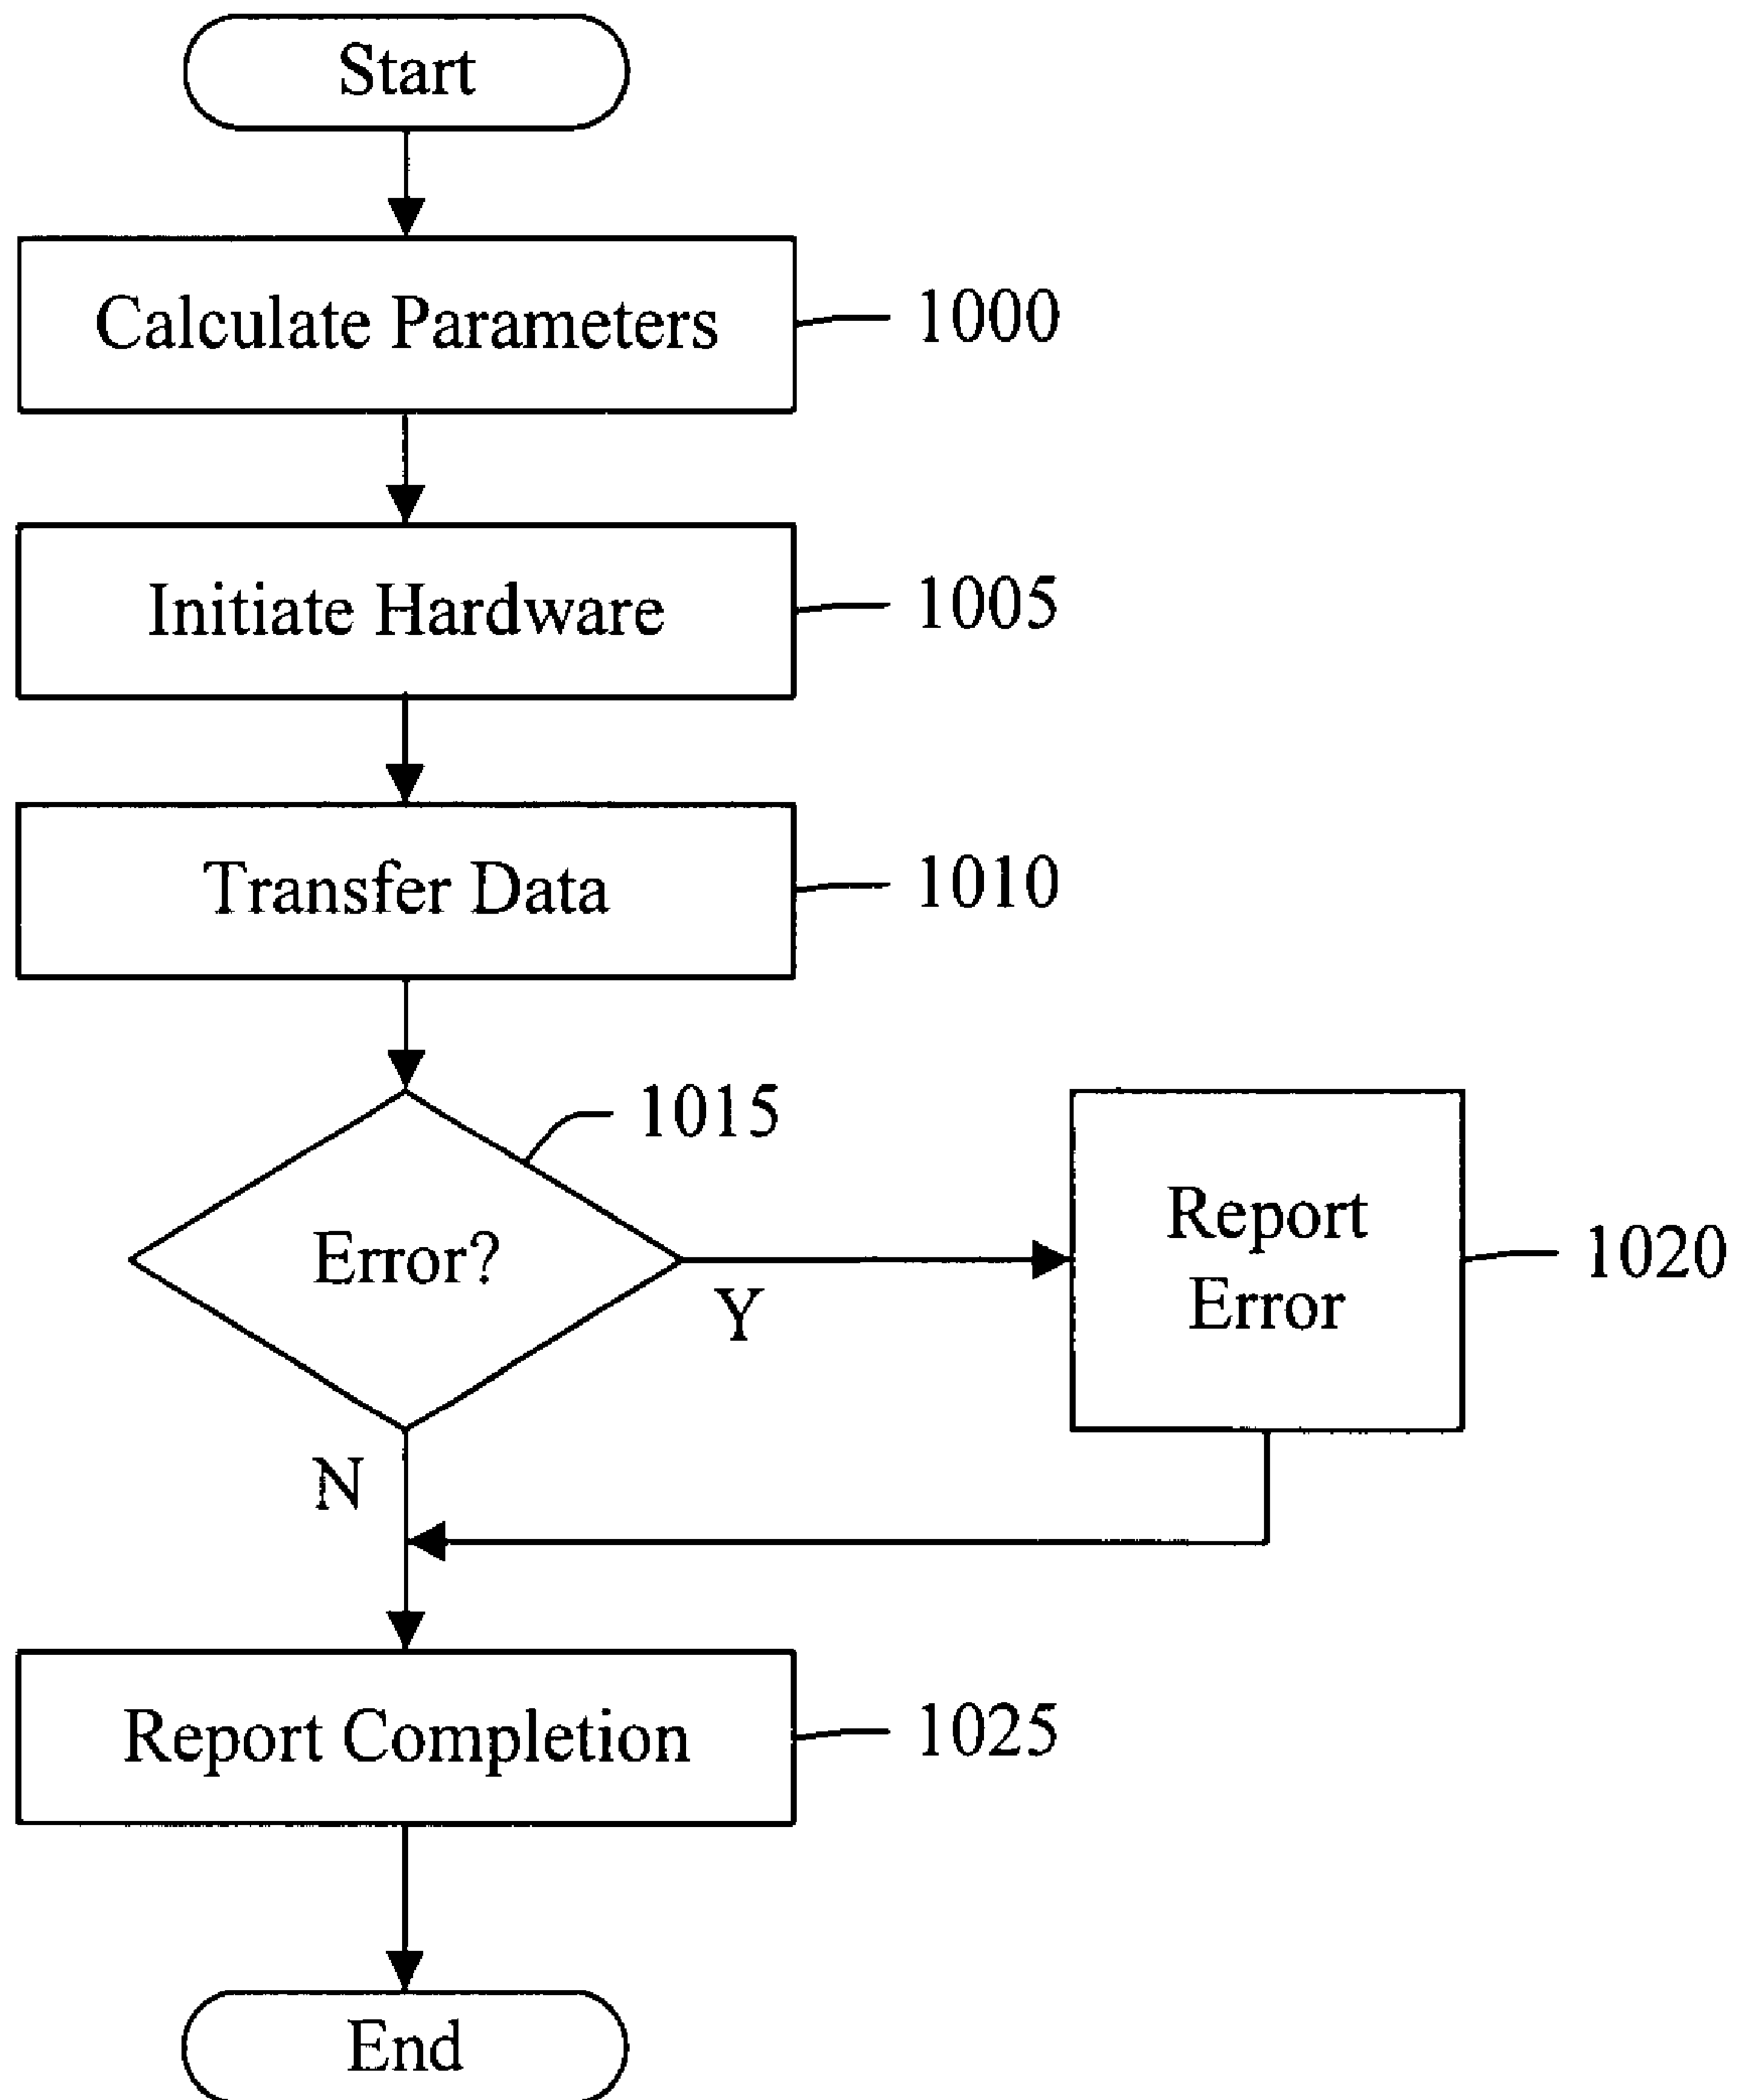 Start
Calculate Parameters
1000
Initiate Hardware
1005
Transfer Data
1010
1015
Error?
Y
Report
Error
1020
N
Report Completion
1025
End